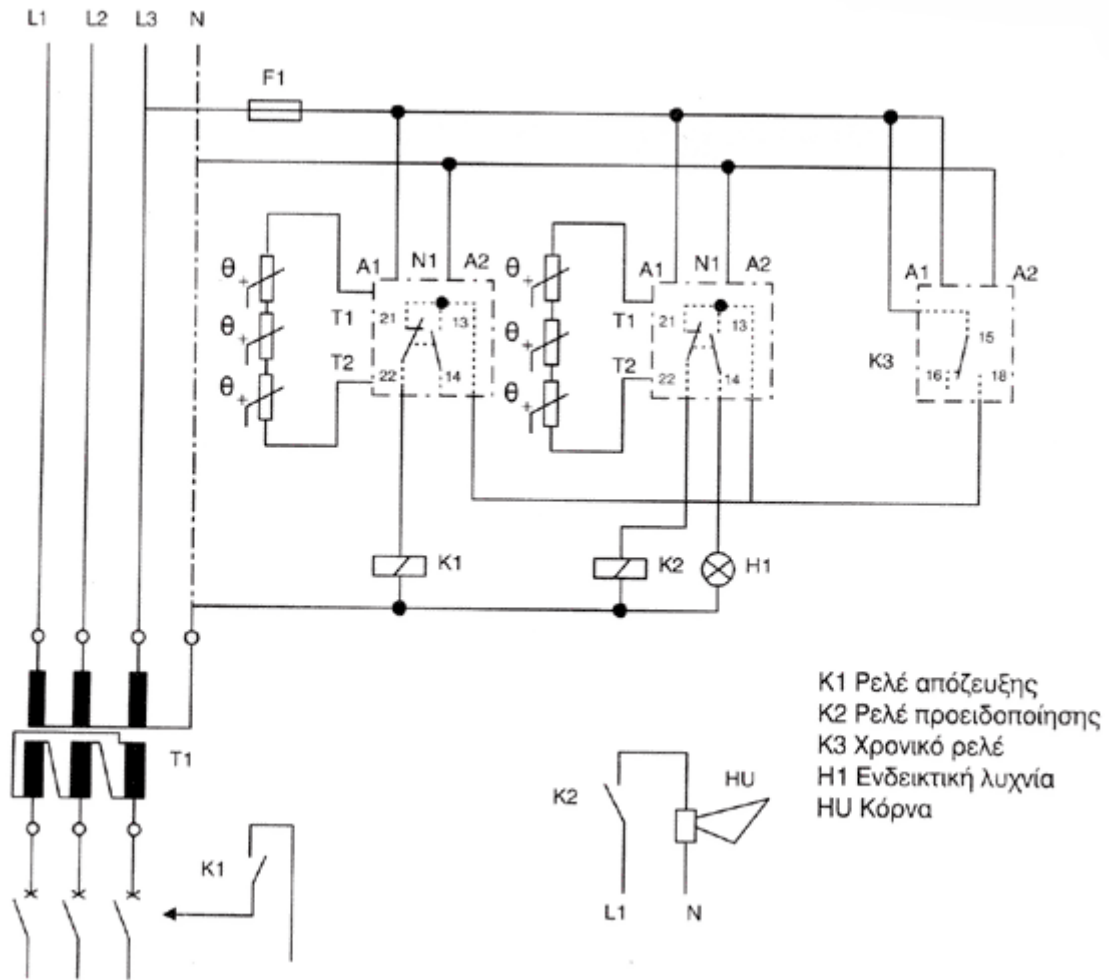 L1 L2 L3 N
F1
θ + A1 N1 A2 θ + A1 N1 A2 A1 A2
T1 21 13 T1 21 13 15
θ + θ +
T2 22 14 T2 22 14 K3 16 18
θ + θ +
K1 K2 H1
K1 Ρελέ απόζευξης
K2 Ρελέ προειδοποίησης
K3 Χρονικό ρελέ
H1 Ενδεικτική λυχνία
HU Κόρνα
T1
K2 HU
K1
L1 N